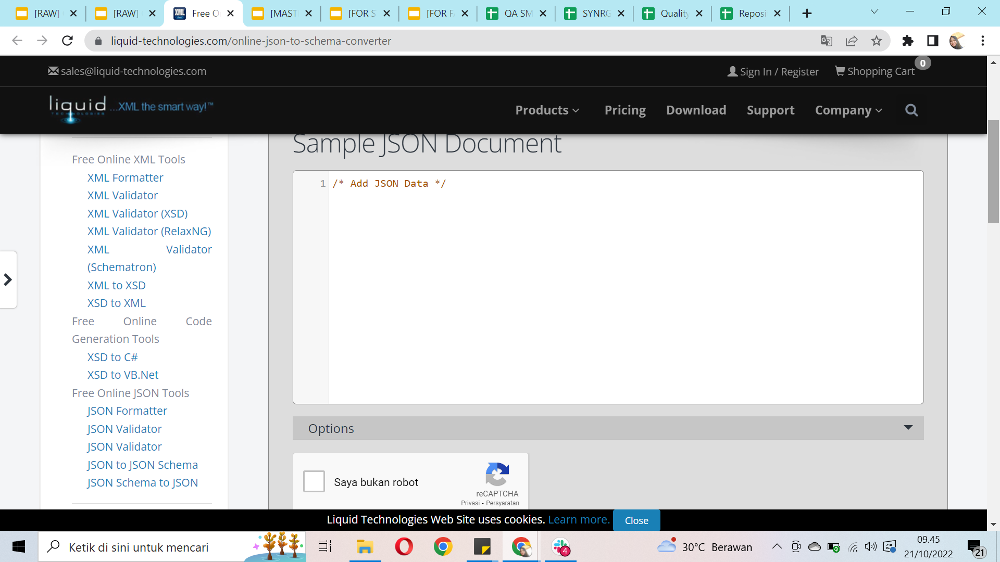 [RAW]
[RAW]
Free O
[MAST
[FOR S
[FOR FA
QA SM
SYNRG
Quality
Reposi
liquid-technologies.com/online-json-to-schema-converter
sales@liquid-technologies.com
Sign In / Register
Shopping Cart
0
liquid
TECHNOLOGIES
...XML the smart way!™
Products
Pricing
Download
Support
Company
Free Online XML Tools
XML Formatter
XML Validator
XML Validator (XSD)
XML Validator (RelaxNG)
XML Validator
(Schematron)
XML to XSD
XSD to XML
Free Online Code
Generation Tools
XSD to C#
XSD to VB.Net
Free Online JSON Tools
JSON Formatter
JSON Validator
JSON Validator
JSON to JSON Schema
JSON Schema to JSON
Sample JSON Document
1 /* Add JSON Data */
Options
Saya bukan robot
reCAPTCHA
Privasi - Persyaratan
Liquid Technologies Web Site uses cookies. Learn more. Close
Ketik di sini untuk mencari
4
30°C Berawan
09.45
21/10/2022
21